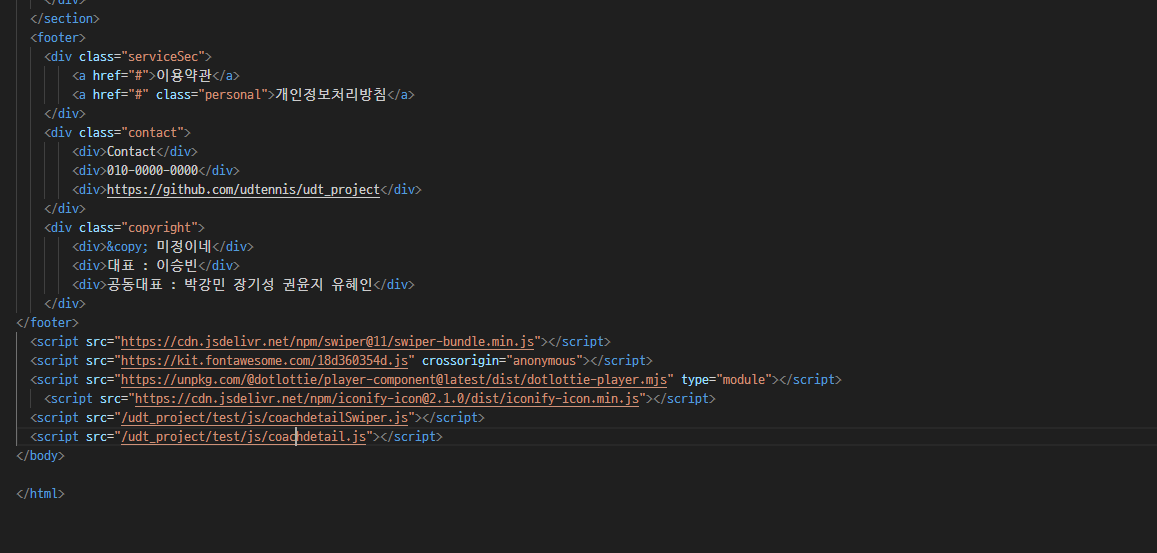 </div>
</section>
<footer>
<div class="serviceSec">
<a href="#">이용약관</a>
<a href="#" class="personal">개인정보처리방침</a>
</div>
<div class="contact">
<div>Contact</div>
<div>010-0000-0000</div>
<div>https://github.com/udtennis/udt_project</div>
</div>
<div class="copyright">
<div>&copy; 미정이네</div>
<div>대표 : 이승빈</div>
<div>공동대표 : 박강민 장기성 권윤지 유혜인</div>
</div>
</footer>
<script src="https://cdn.jsdelivr.net/npm/swiper@11/swiper-bundle.min.js"></script>
<script src="https://kit.fontawesome.com/18d360354d.js" crossorigin="anonymous"></script>
<script src="https://unpkg.com/@dotlottie/player-component@latest/dist/dotlottie-player.mjs" type="module"></script>
<script src="https://cdn.jsdelivr.net/npm/iconify-icon@2.1.0/dist/iconify-icon.min.js"></script>
<script src="/udt_project/test/js/coachdetailSwiper.js"></script>
<script src="/udt_project/test/js/coachdetail.js"></script>
</body>
</html>